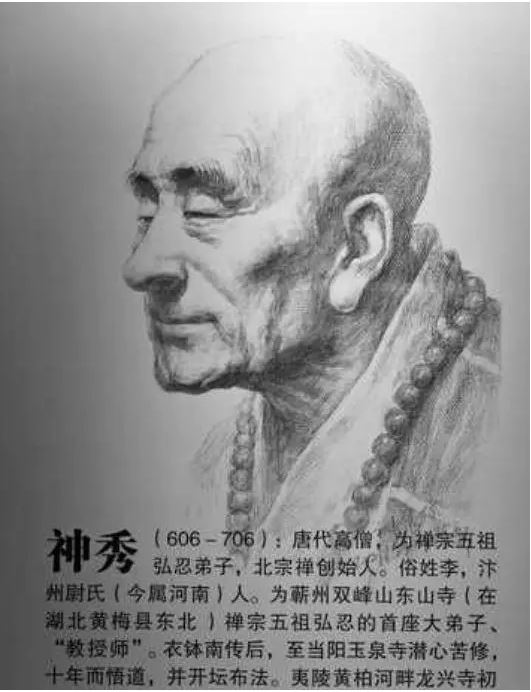 神秀（606-706）：唐代高僧，为禅宗五祖
弘忍弟子，北宗禅创始人。俗姓李，汴
州尉氏（今属河南）人。为蕲州双峰山东山寺（在
湖北黄梅县东北）禅宗五祖弘忍的首座大弟子、
“教授师”。衣钵南传后，至当阳玉泉寺潜心苦修，
十年而悟道，并开坛布法。夷陵黄柏河畔龙兴寺初